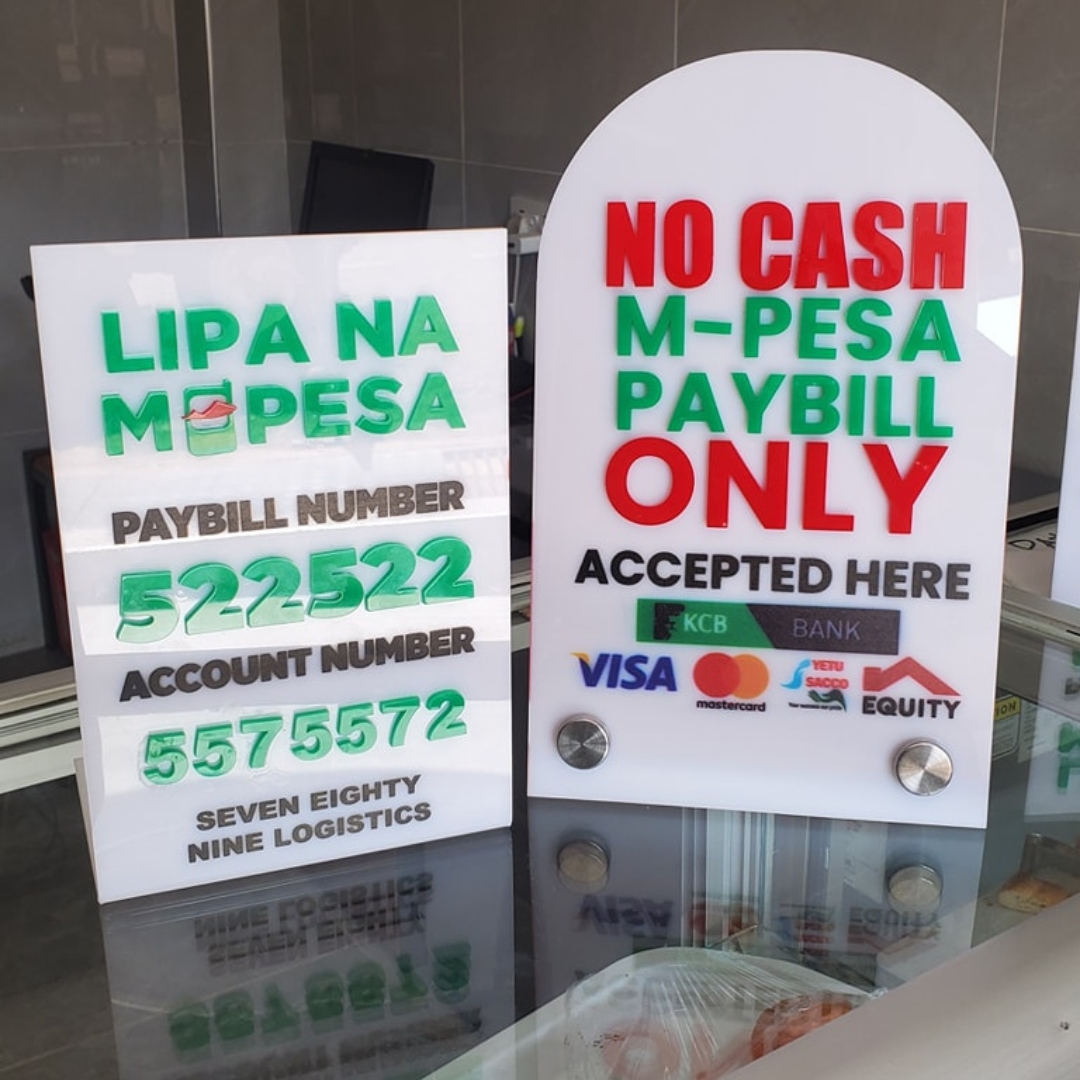 LIPA NA
M PESA
PAYBILL NUMBER
522522
ACCOUNT NUMBER
5575572
SEVEN EIGHTY
NINE LOGISTICS
NO CASH
M-PESA
PAYBILL
ONLY
ACCEPTED HERE
KCB BANK
VISA
mastercard
YETU
SACCO
EQUITY